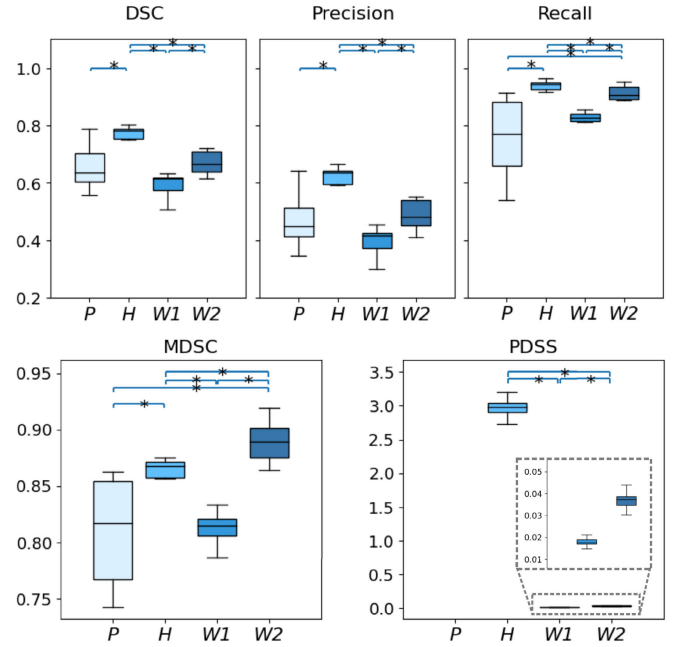 DSC
Precision
Recall
* * * *
* * * *
* * * * * *
1.0
0.8
0.6
0.4
0.2
P H W1 W2
P H W1 W2
P H W1 W2
MDSC
PDSS
0.95
0.90
0.85
0.80
0.75
* * * * *
P H W1 W2
3.5
3.0
2.5
2.0
1.5
1.0
0.5
0.0
* * *
0.05
0.04
0.03
0.02
0.01
P H W1 W2